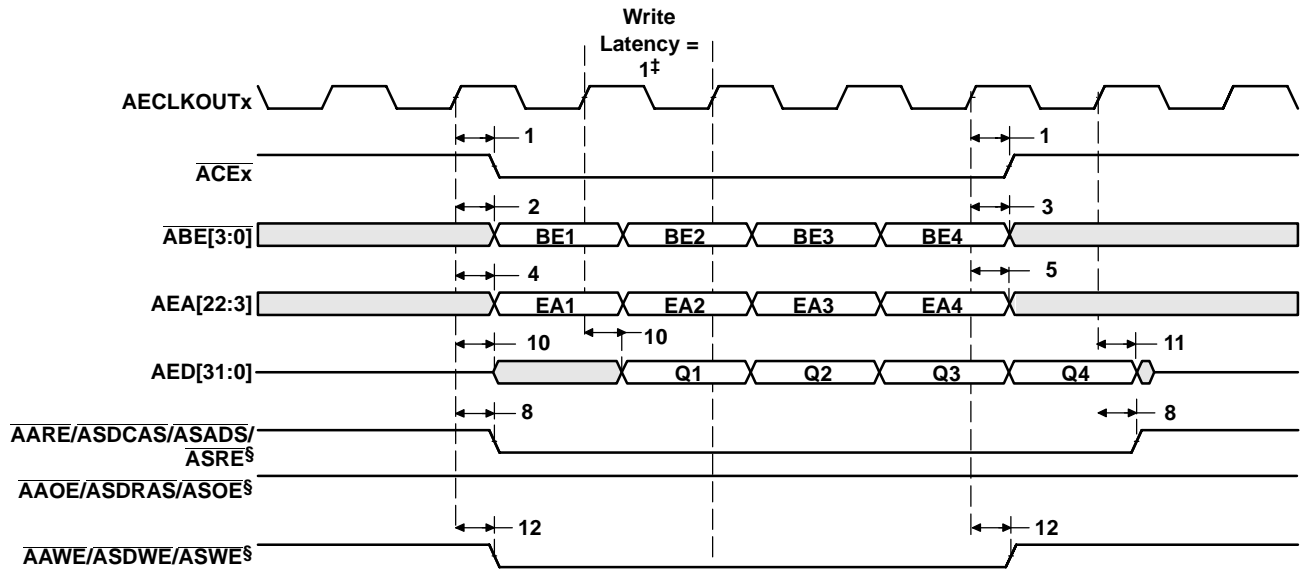 Write
Latency =
1‡
AECLKOUTx
1 1
ACEx
2 3
ABE[3:0] BE1 BE2 BE3 BE4
4 5
AEA[22:3] EA1 EA2 EA3 EA4
10 10 11
AED[31:0] Q1 Q2 Q3 Q4
8 8
AARE/ASDCAS/ASADS/
ASRE§
AAOE/ASDRAS/ASOE§
12 12
AAWE/ASDWE/ASWE§